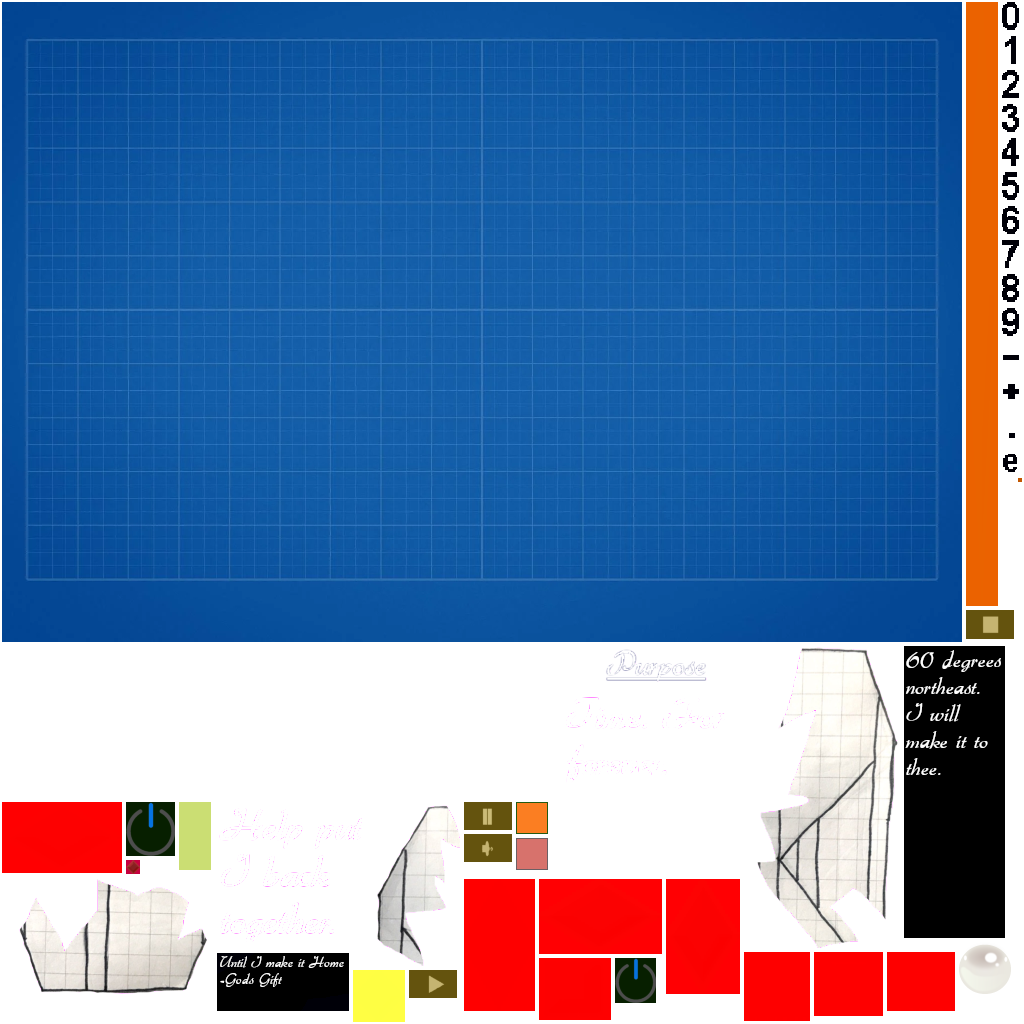 0
1
2
3
4
5
6
7
8
9
-
+
.
e
Purpose
60 degrees
northeast.
I will
make it to
thee.
Help put
I back
together.
Until I make it Home
-Gods Gift